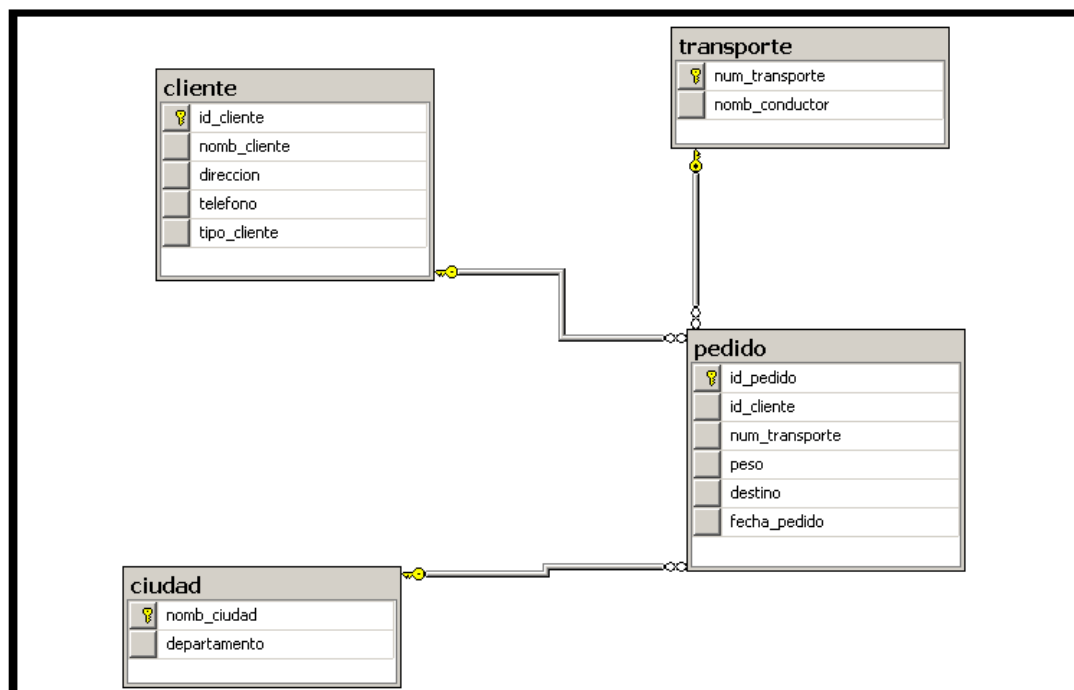 transporte
num_transporte
nomb_conductor
cliente
id_cliente
nomb_cliente
direccion
telefono
tipo_cliente
pedido
id_pedido
id_cliente
num_transporte
peso
destino
fecha_pedido
ciudad
nomb_ciudad
departamento